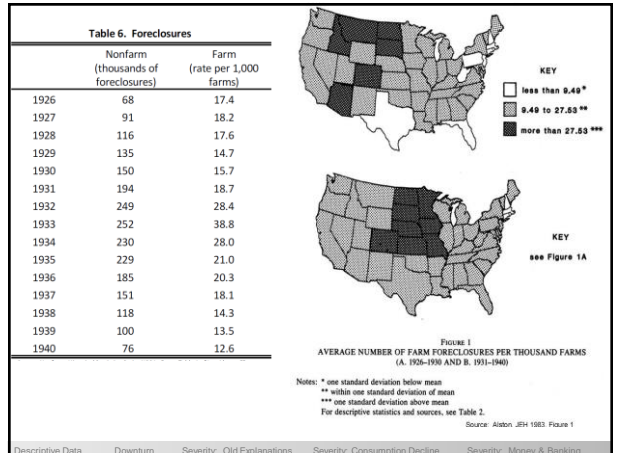 Table 6. Foreclosures
Nonfarm Farm
(thousands of (rate per 1,000
foreclosures) farms)
1926 68 17.4
1927 91 18.2
1928 116 17.6
1929 135 14.7
1930 150 15.7
1931 194 18.7
1932 249 28.4
1933 252 38.8
1934 230 28.0
1935 229 21.0
1936 185 20.3
1937 151 18.1
1938 118 14.3
1939 100 13.5
1940 76 12.6
KEY
less than 9.49*
9.49 to 27.53**
more than 27.53***
KEY
see Figure 1A
FIGURE 1
AVERAGE NUMBER OF FARM FORECLOSURES PER THOUSAND FARMS
(A. 1926–1930 AND B. 1931–1940)
Notes: * one standard deviation below mean
** within one standard deviation of mean
*** one standard deviation above mean
For descriptive statistics and sources, see Table 2.
Source: Alston JEH 1983, Figure 1
Descriptive Data Downturn Severity: Old Explanations Severity: Consumption Decline Severity: Money & Banking